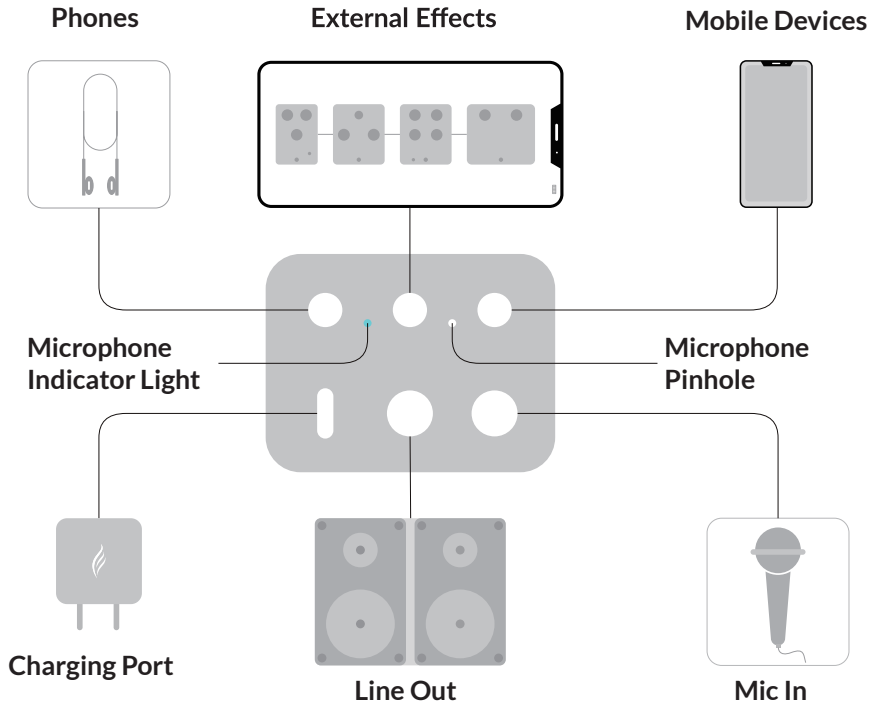 Phones
External Effects
Mobile Devices
Microphone
Indicator Light
Microphone
Pinhole
Charging Port
Line Out
Mic In